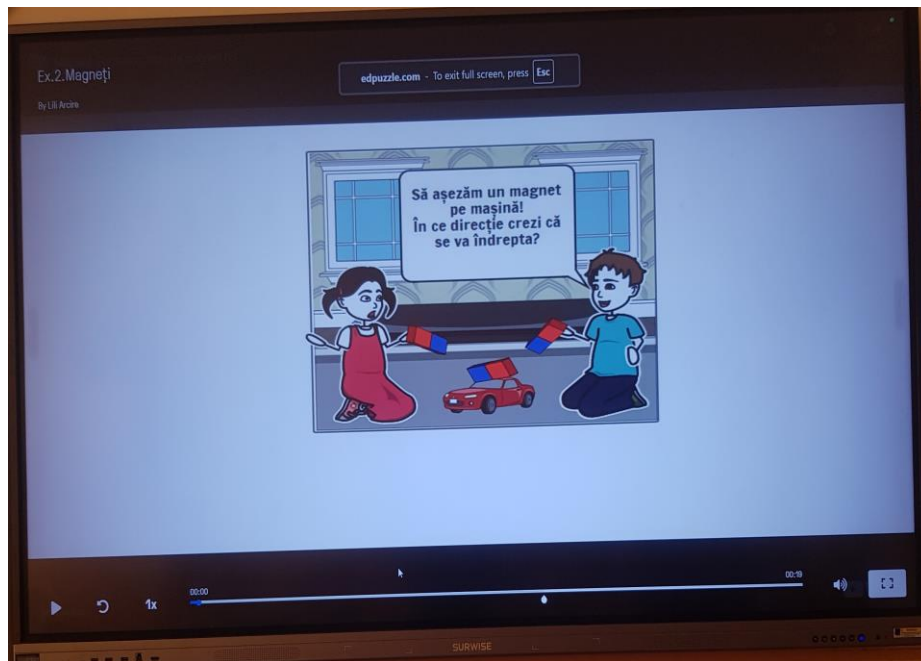 Ex.2.Magneți
By Lili Arcire
edpuzzle.com - To exit full screen, press Esc
Să așezăm un magnet
pe mașină!
În ce direcție crezi că
se va îndrepta?
00:00
00:19
1x
SURWISE